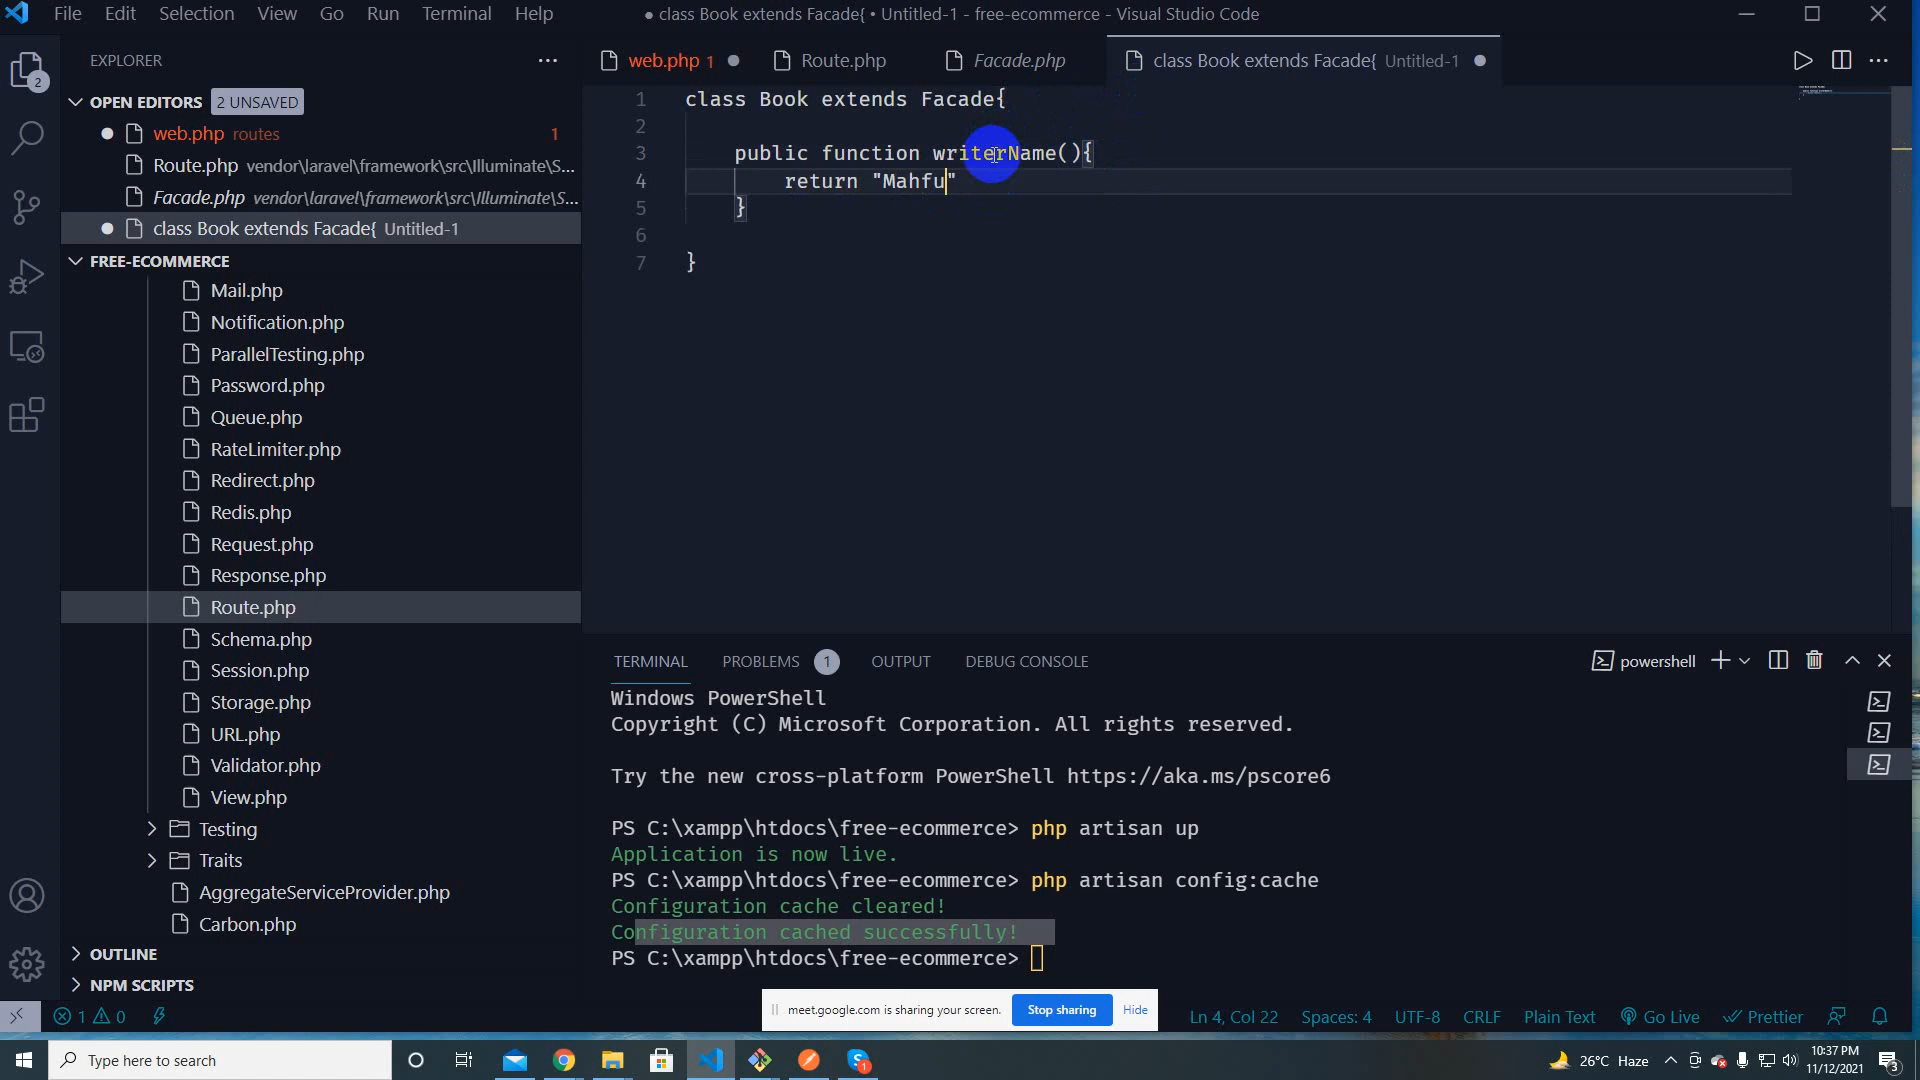 File Edit Selection View Go Run Terminal Help
● class Book extends Facade{ • Untitled-1 - free-ecommerce - Visual Studio Code
EXPLORER
web.php 1
Route.php
Facade.php
class Book extends Facade{ Untitled-1
2
OPEN EDITORS 2 UNSAVED
web.php routes 1
Route.php vendor\laravel\framework\src\Illuminate\S...
Facade.php vendor\laravel\framework\src\Illuminate\S...
class Book extends Facade{ Untitled-1
FREE-ECOMMERCE
Mail.php
Notification.php
ParallelTesting.php
Password.php
Queue.php
RateLimiter.php
Redirect.php
Redis.php
Request.php
Response.php
Route.php
Schema.php
Session.php
Storage.php
URL.php
Validator.php
View.php
Testing
Traits
AggregateServiceProvider.php
Carbon.php
OUTLINE
NPM SCRIPTS
1 class Book extends Facade{
2
3 public function writerName(){
4 return "Mahfu"
5 }
6
7 }
TERMINAL PROBLEMS 1 OUTPUT DEBUG CONSOLE
powershell
Windows PowerShell
Copyright (C) Microsoft Corporation. All rights reserved.
Try the new cross-platform PowerShell https://aka.ms/pscore6
PS C:\xampp\htdocs\free-ecommerce> php artisan up
Application is now live.
PS C:\xampp\htdocs\free-ecommerce> php artisan config:cache
Configuration cache cleared!
Configuration cached successfully!
PS C:\xampp\htdocs\free-ecommerce>
meet.google.com is sharing your screen. Stop sharing Hide
1 0
Ln 4, Col 22 Spaces: 4 UTF-8 CRLF Plain Text Go Live Prettier
Type here to search
1
26°C Haze
10:37 PM
11/12/2021
3